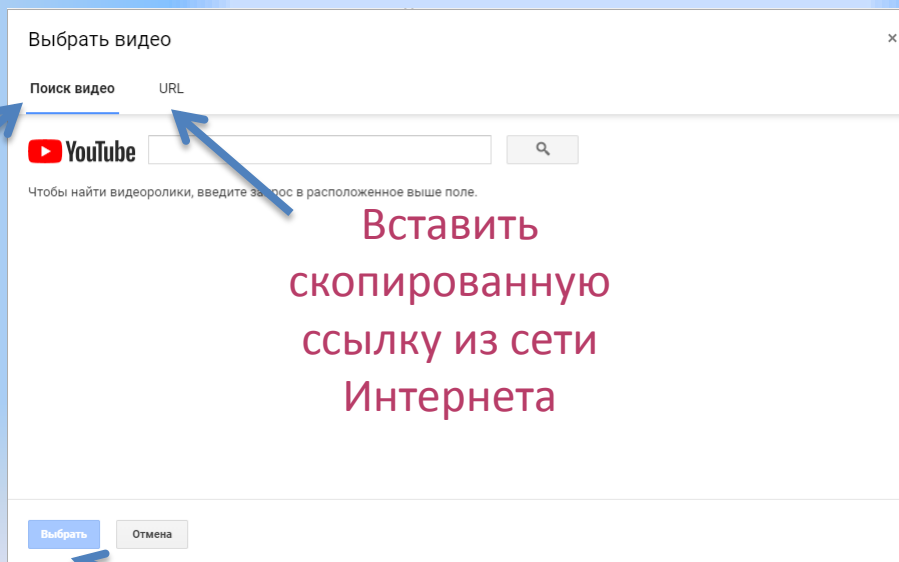 Выбрать видео
×
Поиск видео URL
YouTube
Чтобы найти видеоролики, введите запрос в расположенное выше поле.
Вставить
скопированную
ссылку из сети
Интернета
Выбрать Отмена